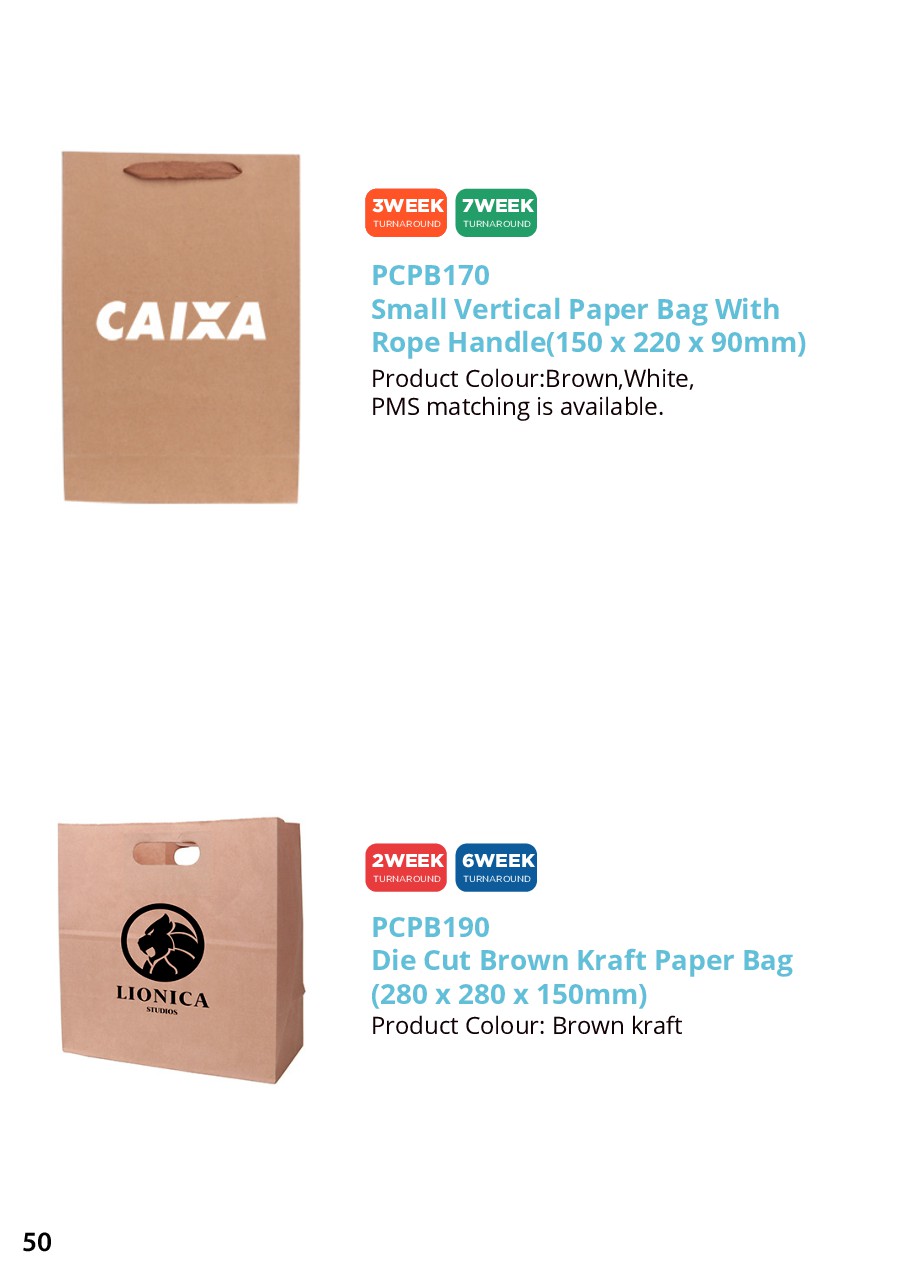 CAIXA
3WEEK
TURNAROUND
7WEEK
TURNAROUND
PCPB170
Small Vertical Paper Bag With
Rope Handle(150 x 220 x 90mm)
Product Colour:Brown,White,
PMS matching is available.
LIONICA
STUDIOS
2WEEK
TURNAROUND
6WEEK
TURNAROUND
PCPB190
Die Cut Brown Kraft Paper Bag
(280 x 280 x 150mm)
Product Colour: Brown kraft
50